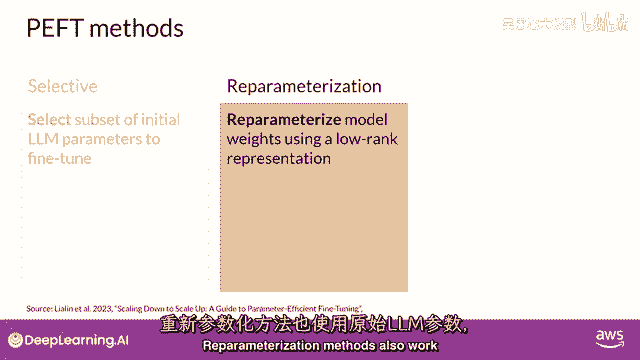 PEFT methods
Selective
Select subset of initial
LLM parameters to
fine-tune
Reparameterization
Reparameterize model
weights using a low-rank
representation
Source: Lialin et al. 2023, "Scaling Down to Scale Up: A Guide to Parameter-Efficient Fine-Tuning",
重新参数化方法也使用原始LLM参数,
Reparameterization methods also work
DeepLearning.AI
aws